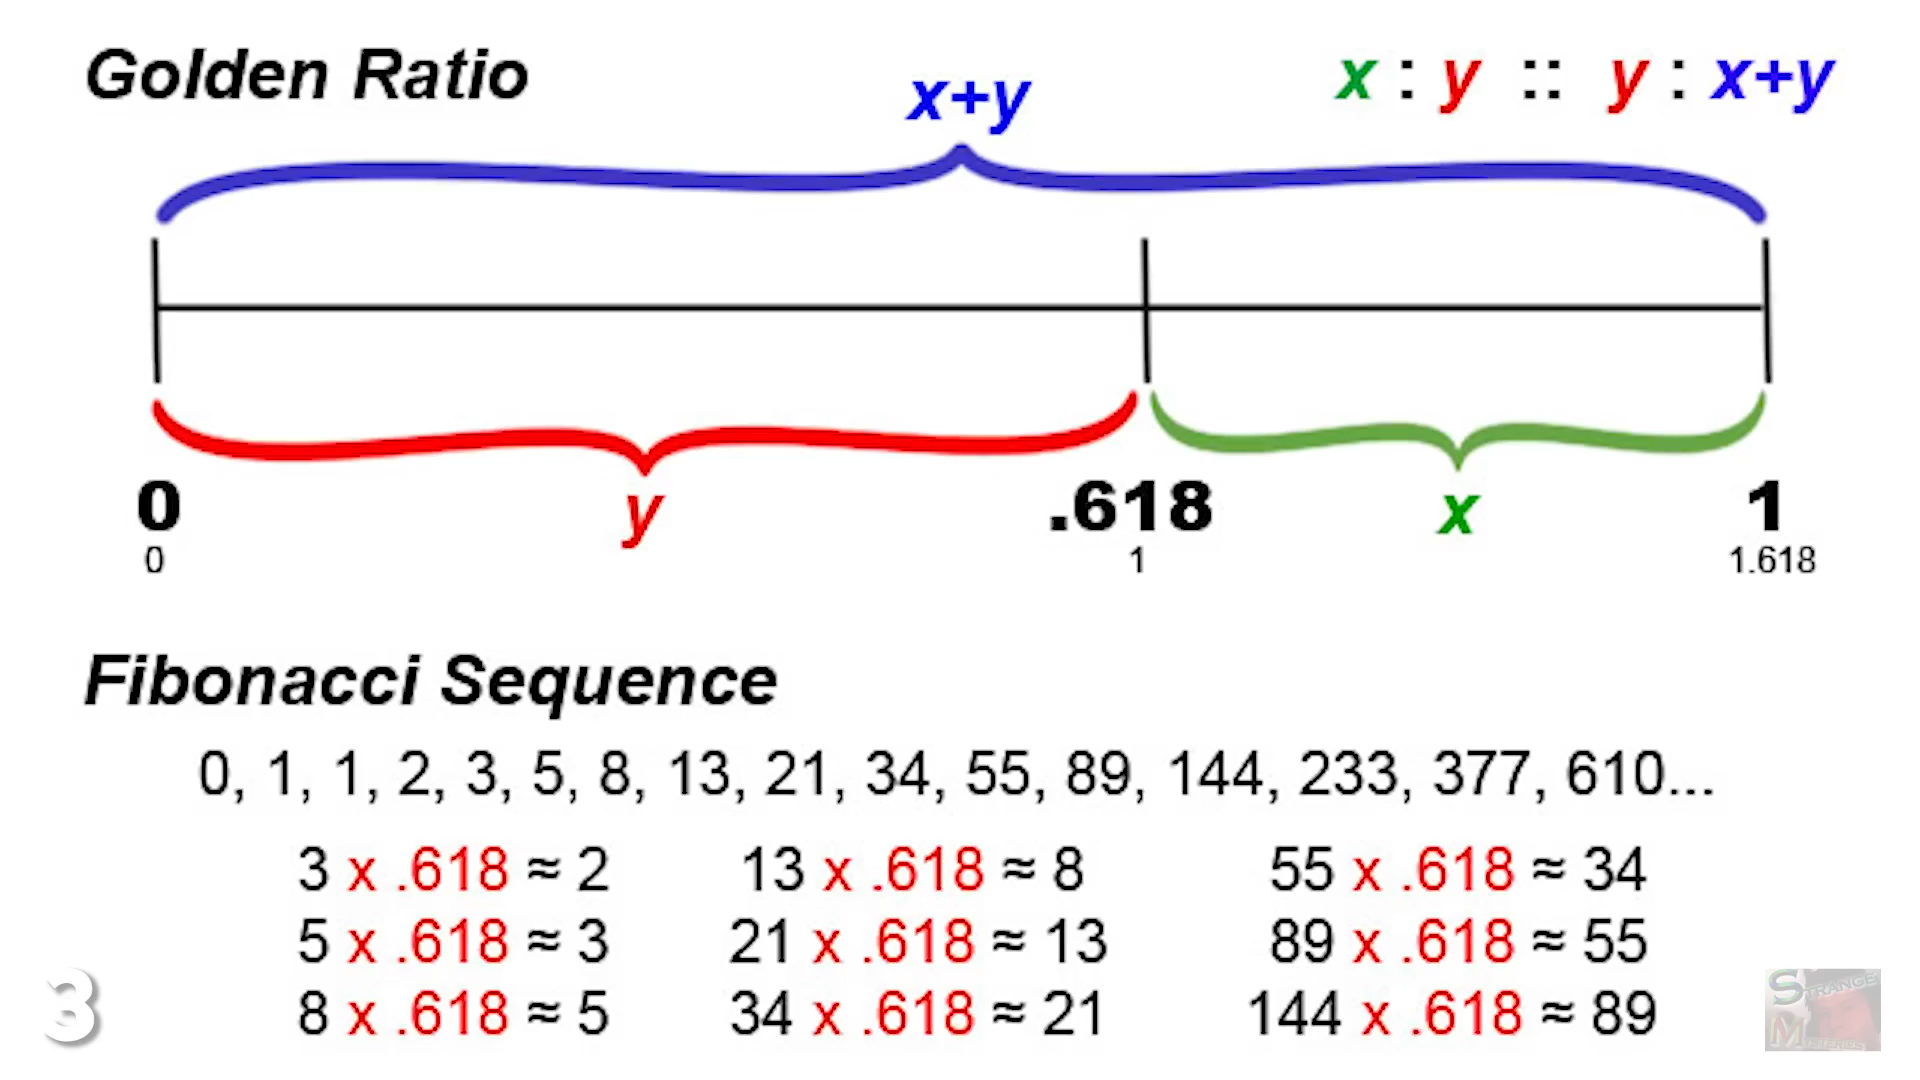 Golden Ratio
x : y :: y : x+y
x+y
y
x
0 .618 1
0 1 1.618
Fibonacci Sequence
0, 1, 1, 2, 3, 5, 8, 13, 21, 34, 55, 89, 144, 233, 377, 610...
3 x .618 ≈ 2
5 x .618 ≈ 3
8 x .618 ≈ 5
13 x .618 ≈ 8
21 x .618 ≈ 13
34 x .618 ≈ 21
55 x .618 ≈ 34
89 x .618 ≈ 55
144 x .618 ≈ 89
3
STRANGE
MYSTERIES